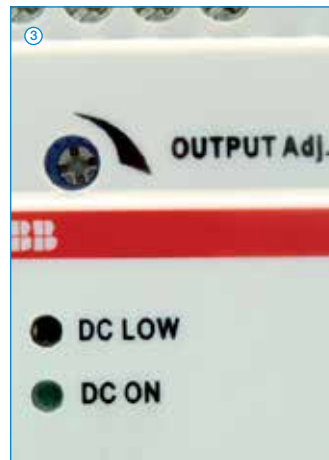 ③
OUTPUT Adj.
BB
DC LOW
DC ON